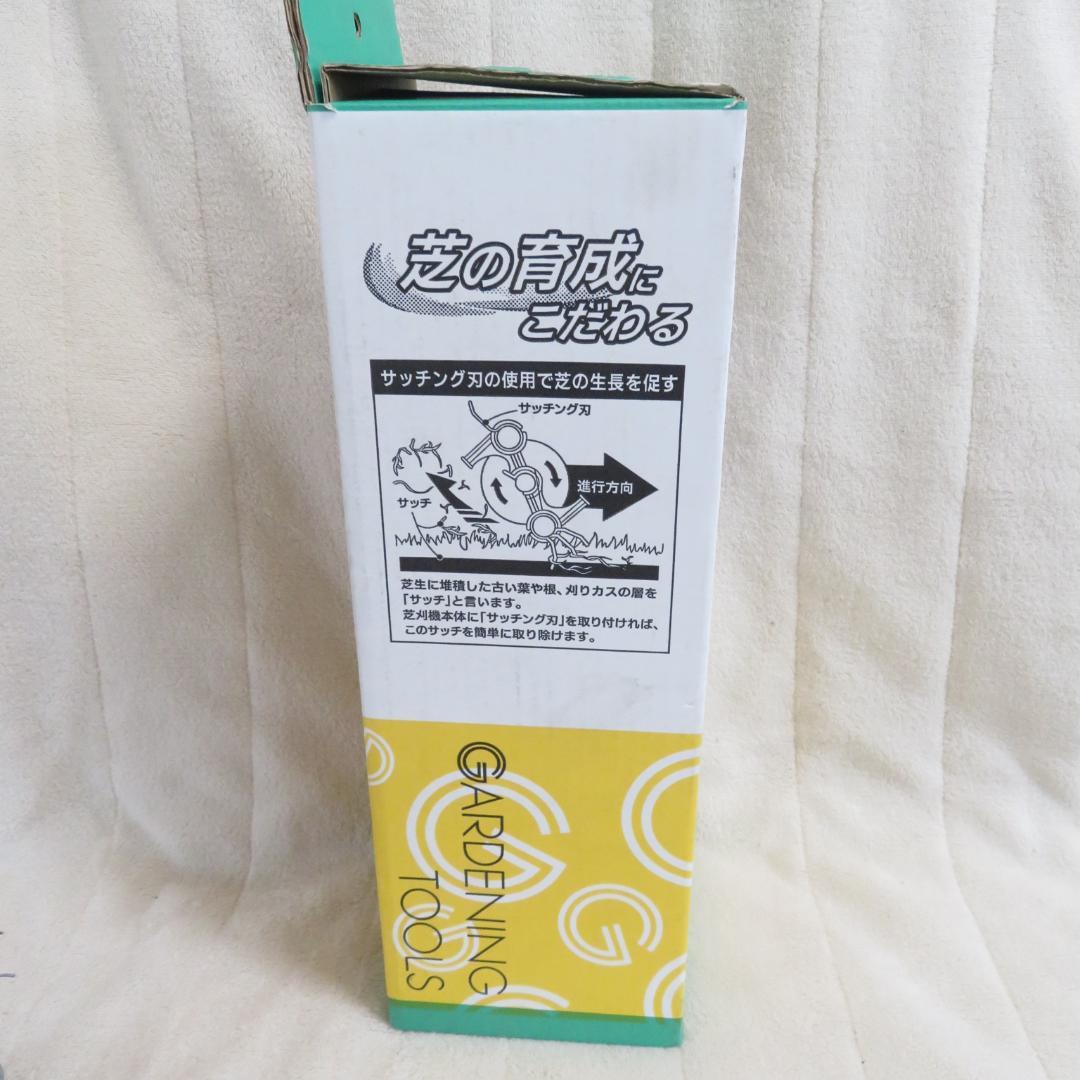 芝の育成に
こだわる
サッチング刃の使用で芝の生長を促す
サッチング刃
サッチ
進行方向
芝生に堆積した古い葉や根、刈りカスの層を
「サッチ」と言います。
芝刈機本体に「サッチング刃」を取り付ければ、
このサッチを簡単に取り除けます。
GARDENING
TOOLS